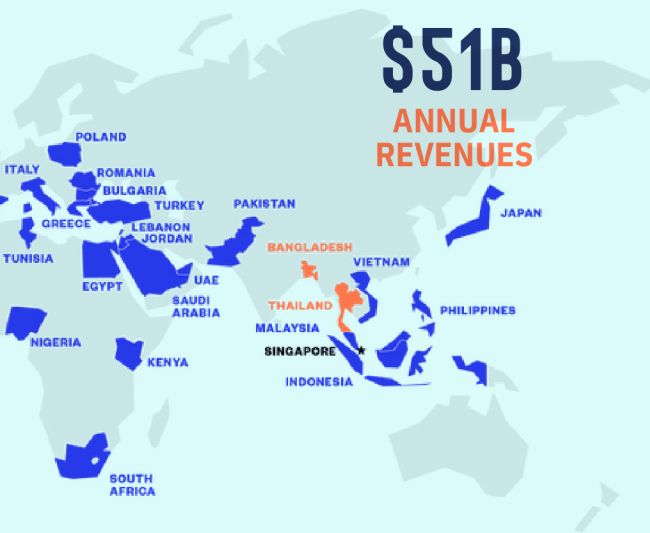 $51B
ANNUAL
REVENUES
POLAND
ITALY
ROMANIA
BULGARIA
TURKEY
PAKISTAN
JAPAN
GREECE
LEBANON
JORDAN
BANGLADESH
TUNISIA
VIETNAM
EGYPT
UAE
SAUDI
ARABIA
THAILAND
PHILIPPINES
MALAYSIA
NIGERIA
SINGAPORE
KENYA
INDONESIA
SOUTH
AFRICA